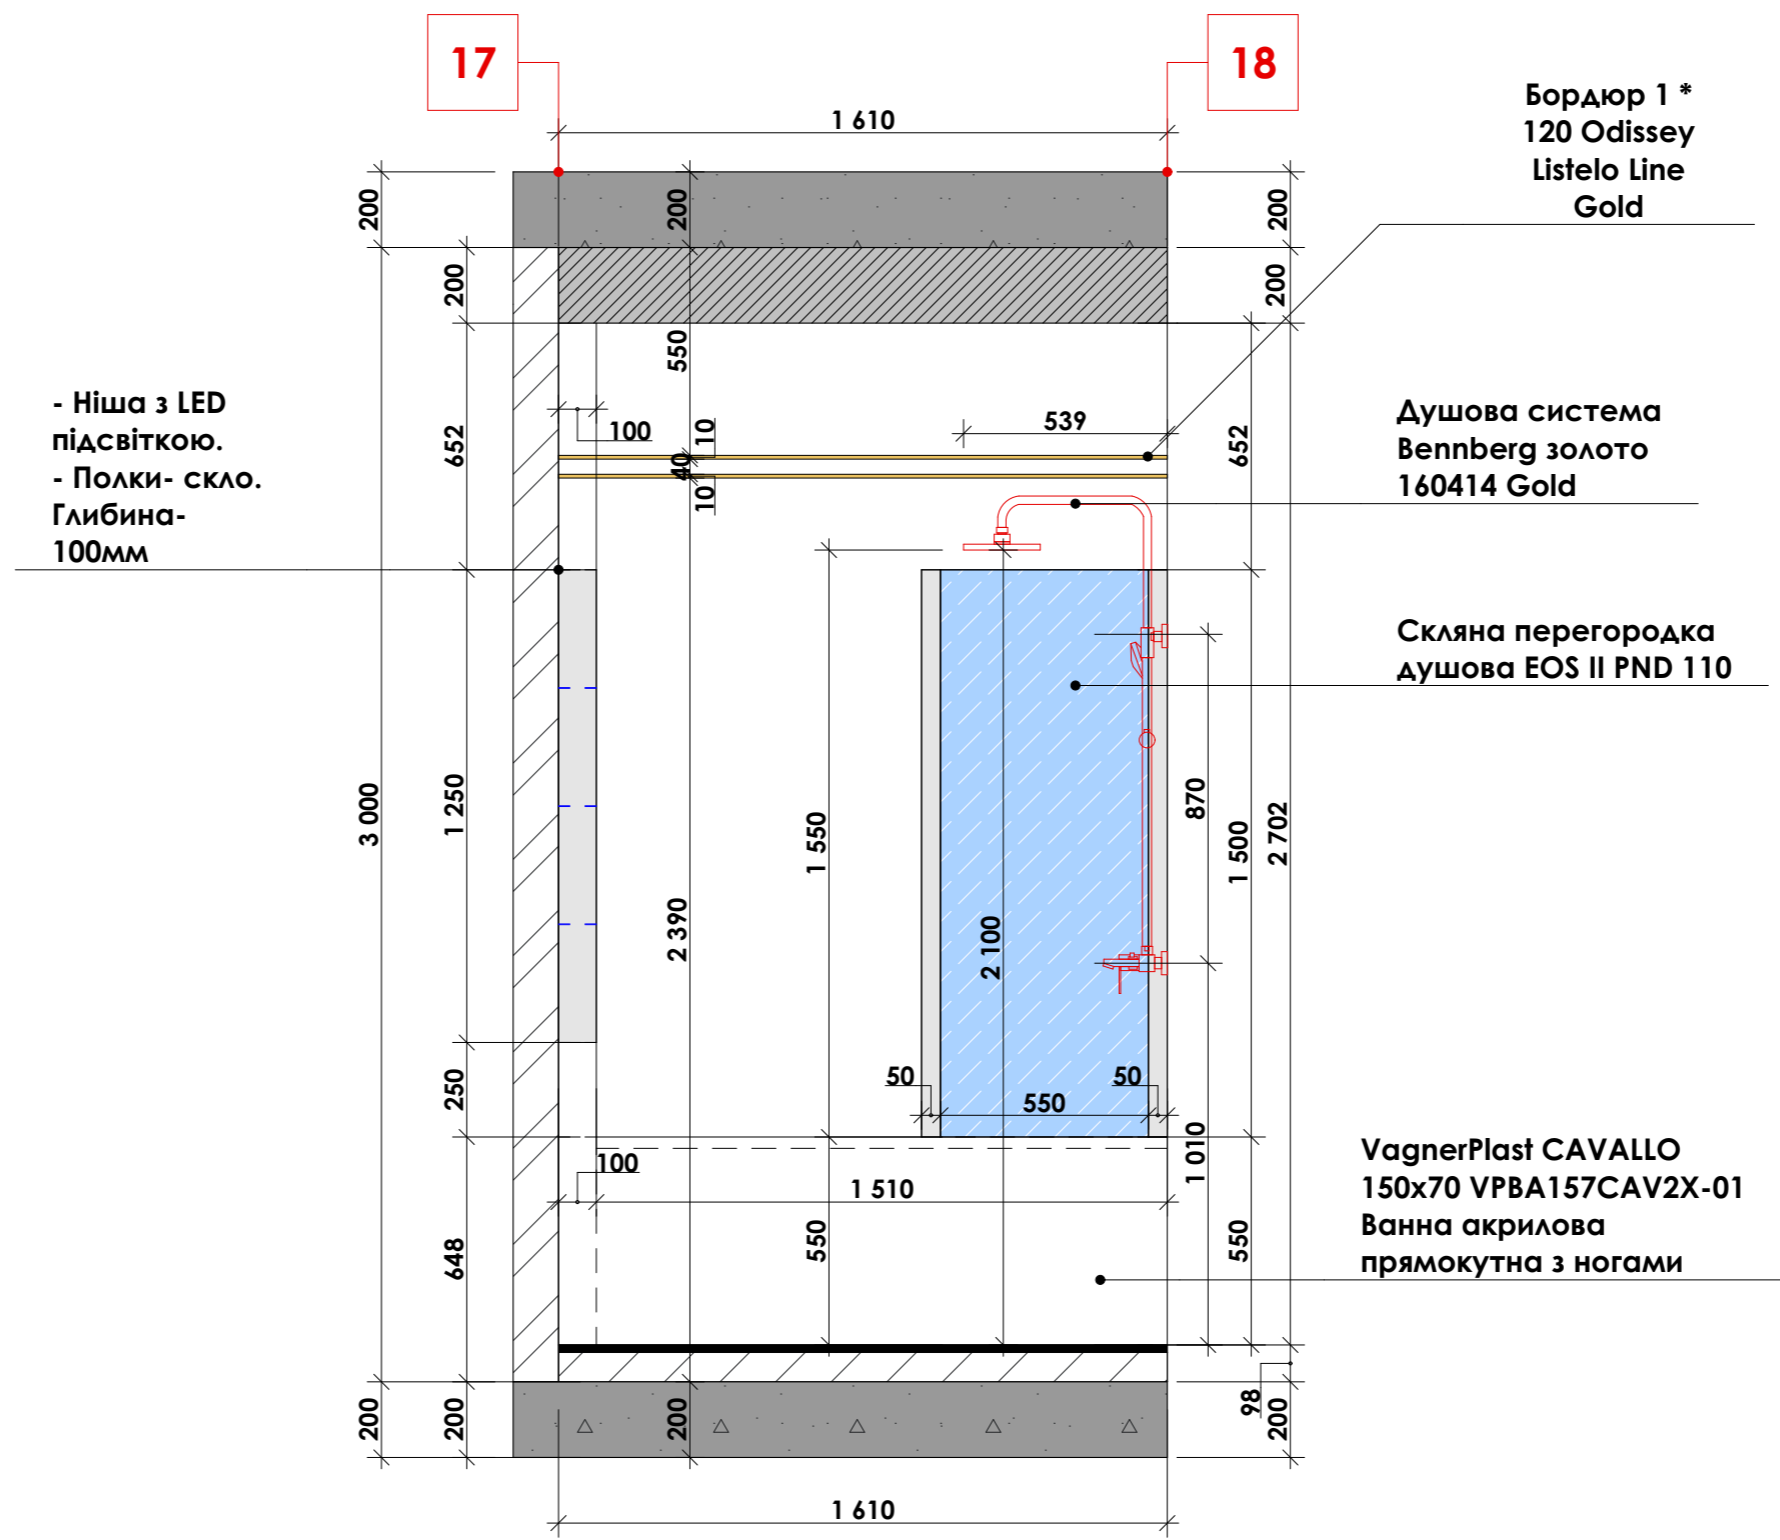 17
18
1 610
Бордюр 1 *
120 Odissey
Listelo Line
Gold
200
200
200
200
200
550
652
100
10
40
10
539
652
- Ніша з LED
підсвіткою.
- Полки- скло.
Глибина-
100мм
Душова система
Bennberg золото
160414 Gold
Скляна перегородка
душова EOS II PND 110
3 000
1 250
2 390
1 550
2 100
870
1 500
2 702
250
50
550
50
100
1 510
1 010
648
550
550
VagnerPlast CAVALLO
150x70 VPBA157CAV2X-01
Ванна акрилова
прямокутна з ногами
98
200
200
200
200
1 610